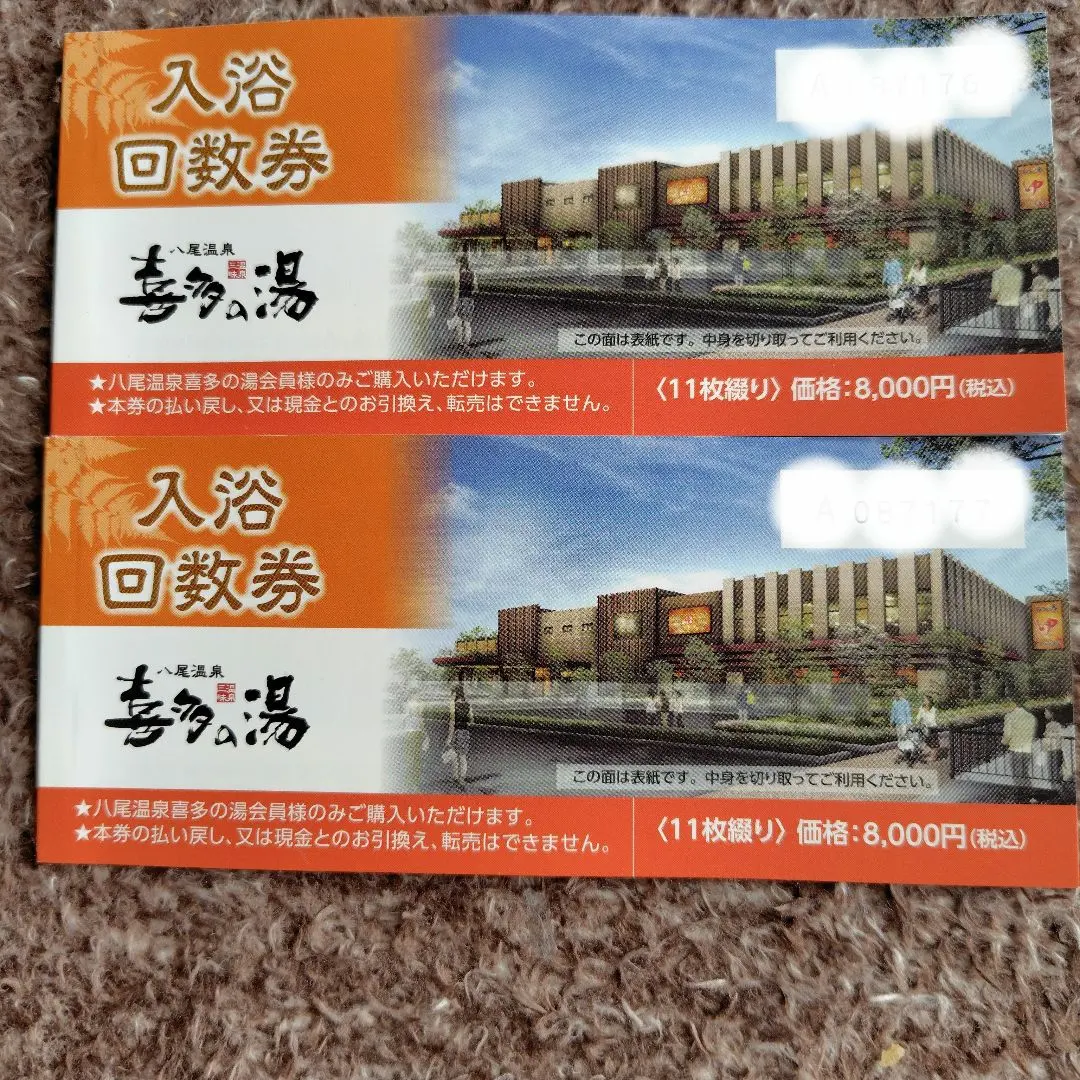 入浴
回数券
八尾温泉
温泉三昧
喜多の湯
この面は表紙です。中身を切り取ってご利用ください。
★八尾温泉喜多の湯会員様のみご購入いただけます。
★本券の払い戻し、又は現金とのお引換え、転売はできません。
〈11枚綴り〉価格:8,000円(税込)
入浴
回数券
八尾温泉
温泉三昧
喜多の湯
この面は表紙です。中身を切り取ってご利用ください。
★八尾温泉喜多の湯会員様のみご購入いただけます。
★本券の払い戻し、又は現金とのお引換え、転売はできません。
〈11枚綴り〉価格:8,000円(税込)